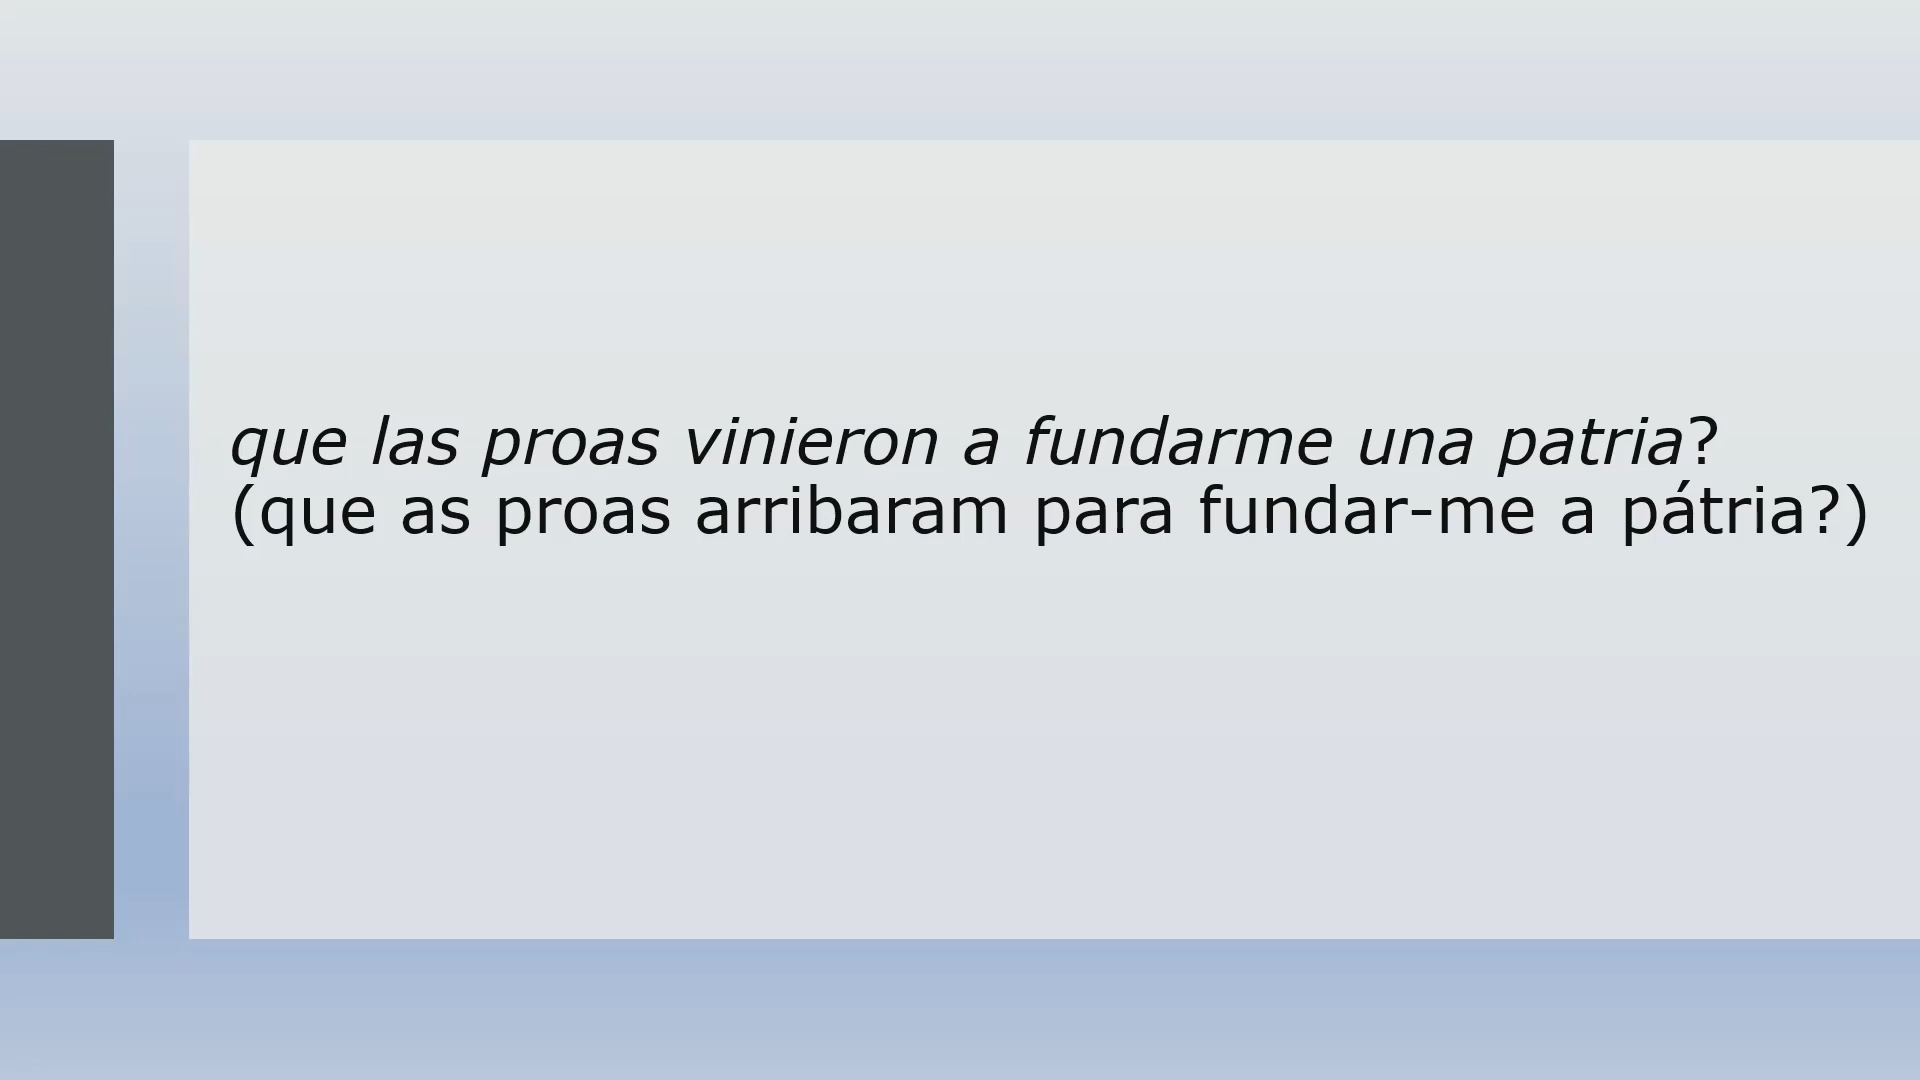 que las proas vinieron a fundarme una patria?
(que as proas arribaram para fundar-me a pátria?)